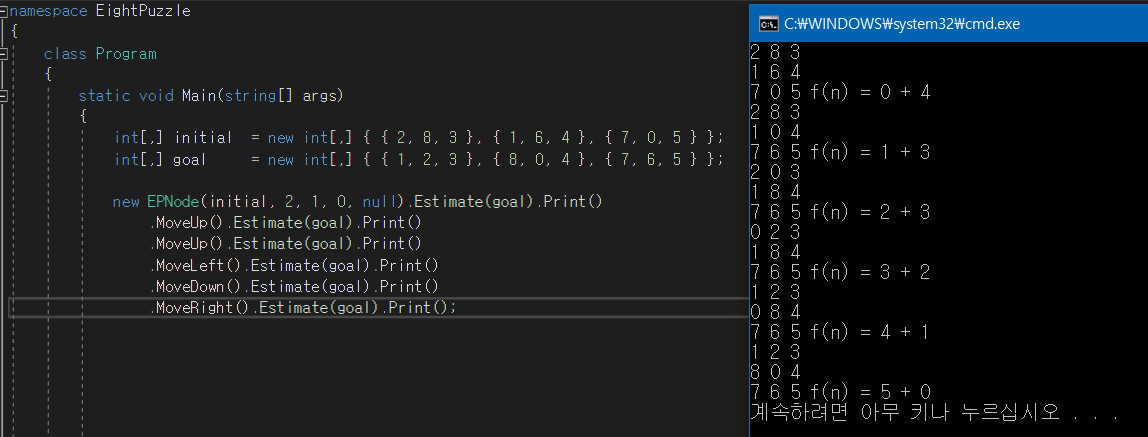 namespace EightPuzzle
{
class Program
{
static void Main(string[] args)
{
int[,] initial = new int[,] { { 2, 8, 3 }, { 1, 6, 4 }, { 7, 0, 5 } };
int[,] goal = new int[,] { { 1, 2, 3 }, { 8, 0, 4 }, { 7, 6, 5 } };
new EPNode(initial, 2, 1, 0, null).Estimate(goal).Print()
.MoveUp().Estimate(goal).Print()
.MoveUp().Estimate(goal).Print()
.MoveLeft().Estimate(goal).Print()
.MoveDown().Estimate(goal).Print()
.MoveRight().Estimate(goal).Print();
C:₩WINDOWS₩system32₩cmd.exe
2 8 3
1 6 4
7 0 5 f(n) = 0 + 4
2 8 3
1 0 4
7 6 5 f(n) = 1 + 3
2 0 3
1 8 4
7 6 5 f(n) = 2 + 3
0 2 3
1 8 4
7 6 5 f(n) = 3 + 2
1 2 3
0 8 4
7 6 5 f(n) = 4 + 1
1 2 3
8 0 4
7 6 5 f(n) = 5 + 0
계속하려면 아무 키나 누르십시오 . . .